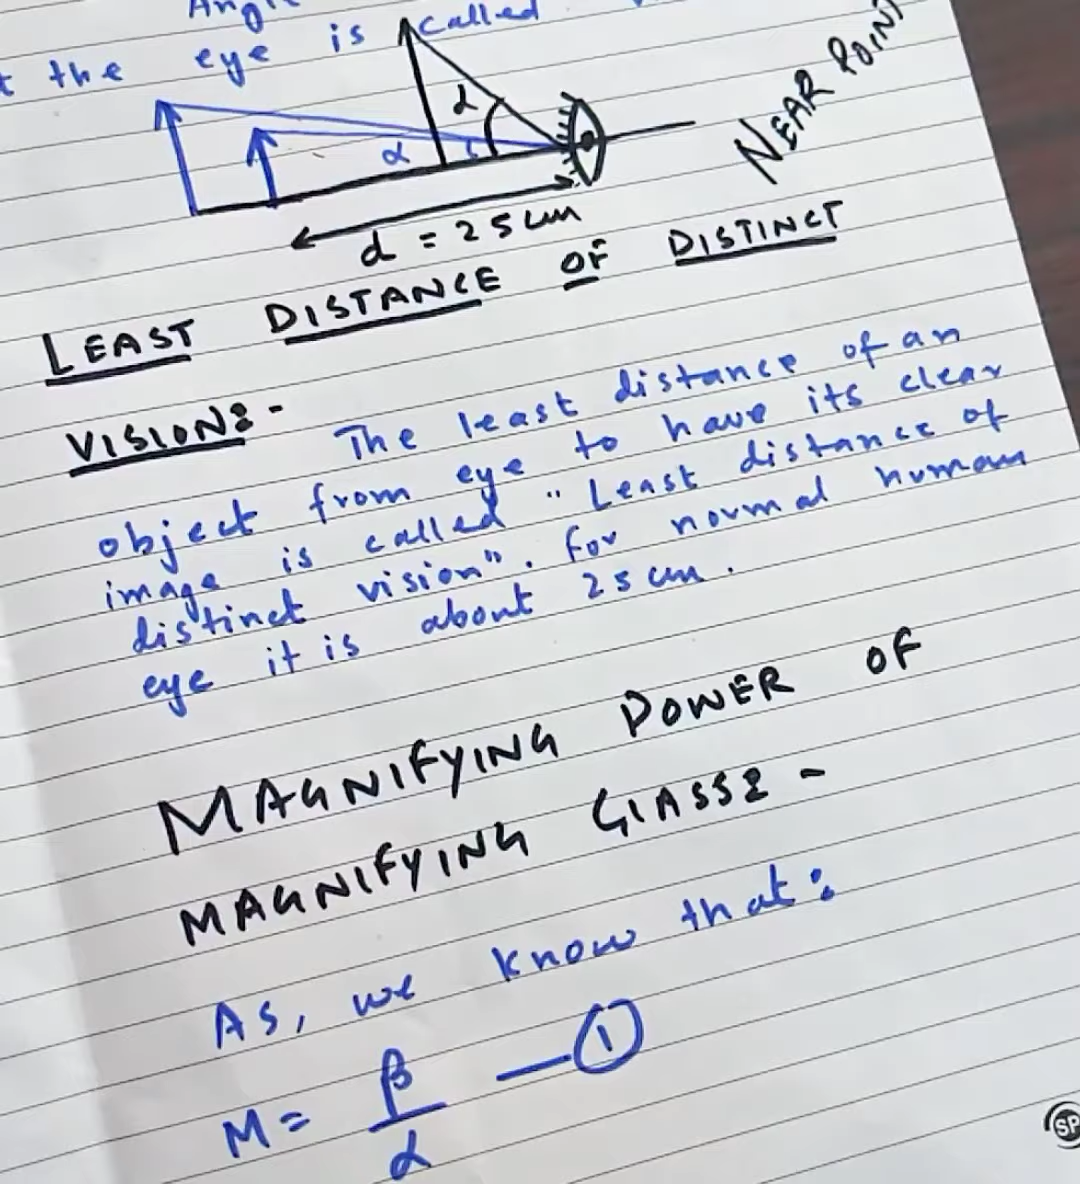 Angl
t the eye is called
α
α
d = 25 cm
NEAR POINT
LEAST DISTANCE OF DISTINCT
VISION:- The least distance of an
object from eye to have its clear
image is called "Least distance of
distinct vision". For normal human
eye it is about 25 cm.
MAGNIFYING POWER OF
MAGNIFYING GLASS:-
As, we know that:
M = β/α —①
SP